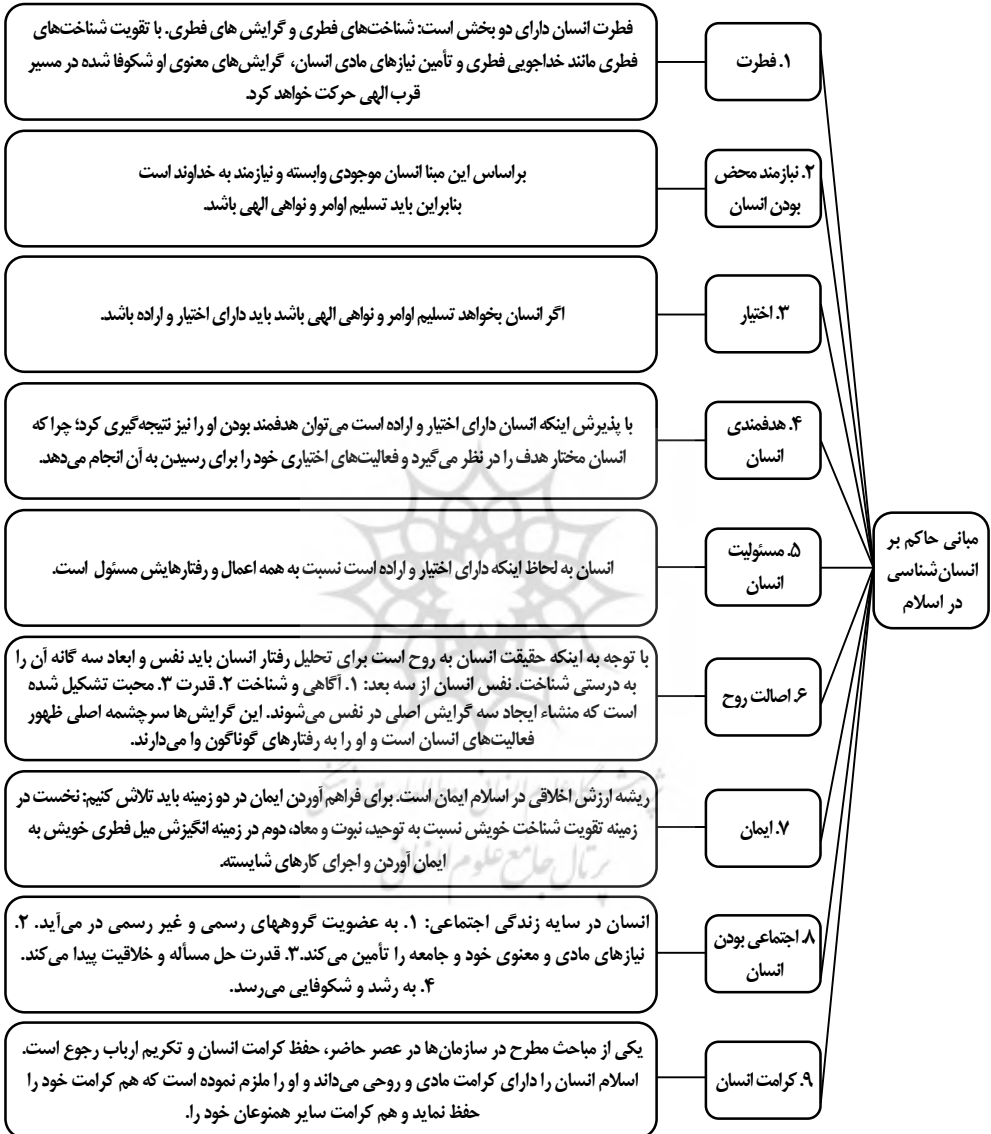 مبانی حاکم بر
انسان‌شناسی
در اسلام
۱. فطرت
فطرت انسان دارای دو بخش است: شناخت‌های فطری و گرایش های فطری. با تقویت شناخت‌های
فطری مانند خداجویی فطری و تأمین نیازهای مادی انسان، گرایش‌های معنوی او شکوفا شده در مسیر
قرب الهی حرکت خواهد کرد.
۲. نیازمند محض
بودن انسان
براساس این مبنا انسان موجودی وابسته و نیازمند به خداوند است
بنابراین باید تسلیم اوامر و نواهی الهی باشد.
۳. اختیار
اگر انسان بخواهد تسلیم اوامر و نواهی الهی باشد باید دارای اختیار و اراده باشد.
۴. هدفمندی
انسان
با پذیرش اینکه انسان دارای اختیار و اراده است می‌توان هدفمند بودن او را نیز نتیجه‌گیری کرد؛ چرا که
انسان مختار هدف را در نظر می‌گیرد و فعالیت‌های اختیاری خود را برای رسیدن به آن انجام می‌دهد.
۵. مسئولیت
انسان
انسان به لحاظ اینکه دارای اختیار و اراده است نسبت به همه اعمال و رفتارهایش مسئول است.
۶. اصالت روح
با توجه به اینکه حقیقت انسان به روح است برای تحلیل رفتار انسان باید نفس و ابعاد سه گانه آن را
به درستی شناخت. نفس انسان از سه بعد: ۱. آگاهی و شناخت ۲. قدرت ۳. محبت تشکیل شده
است که منشاء ایجاد سه گرایش اصلی در نفس می‌شوند. این گرایش‌ها سرچشمه اصلی ظهور
فعالیت‌های انسان است و او را به رفتارهای گوناگون وا می‌دارند.
۷. ایمان
ریشه ارزش اخلاقی در اسلام ایمان است. برای فراهم آوردن ایمان در دو زمینه باید تلاش کنیم: نخست در
زمینه تقویت شناخت خویش نسبت به توحید، نبوت و معاد، دوم در زمینه انگیزش میل فطری خویش به
ایمان آوردن و اجرای کارهای شایسته.
۸. اجتماعی بودن
انسان
انسان در سایه زندگی اجتماعی: ۱. به عضویت گروههای رسمی و غیر رسمی در می‌آید. ۲.
نیازهای مادی و معنوی خود و جامعه را تأمین می‌کند.۳. قدرت حل مسأله و خلاقیت پیدا می‌کند.
۴. به رشد و شکوفایی می‌رسد.
۹. کرامت انسان
یکی از مباحث مطرح در سازمان‌ها در عصر حاضر، حفظ کرامت انسان و تکریم ارباب رجوع است.
اسلام انسان را دارای کرامت مادی و روحی می‌داند و او را ملزم نموده است که هم کرامت خود را
حفظ نماید و هم کرامت سایر همنوعان خود را.
پژوهشگاه علوم انسانی و مطالعات فرهنگی
پرتال جامع علوم انسانی